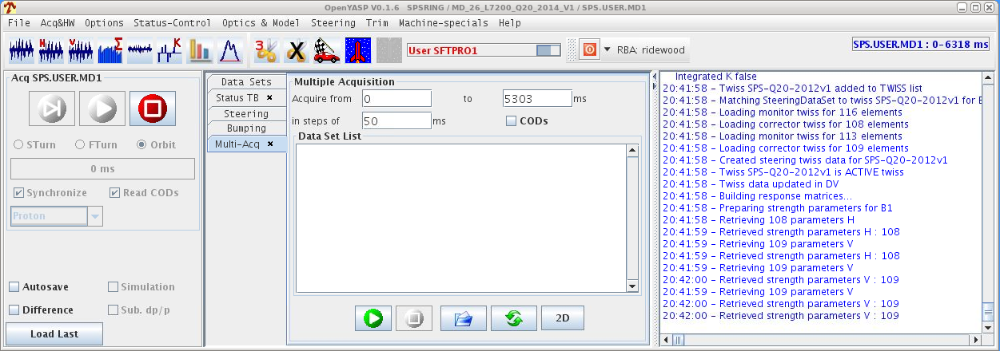 OpenYASP V0.1.6 SPSRING / MD_26_L7200_Q20_2014_V1 / SPS.USER.MD1
File Acq&HW Options Status-Control Optics & Model Steering Trim Machine-specials Help
H V Σ K 3 X
User SFTPRO1
RBA: ridewood
SPS.USER.MD1 : 0-6318 ms
Acq SPS.USER.MD1
STurn FTurn Orbit
0 ms
Synchronize Read CODs
Proton
Autosave Simulation
Difference Sub. dp/p
Load Last
Data Sets
Status TB ×
Steering
Bumping
Multi-Acq ×
Multiple Acquisition
Acquire from 0 to 5303 ms
in steps of 50 ms CODs
Data Set List
2D
Integrated K false
20:41:58 – Twiss SPS-Q20-2012v1 added to TWISS list
20:41:58 – Matching SteeringDataSet to twiss SPS-Q20-2012v1 for
20:41:58 – Loading monitor twiss for 116 elements
20:41:58 – Loading corrector twiss for 108 elements
20:41:58 – Loading monitor twiss for 113 elements
20:41:58 – Loading corrector twiss for 109 elements
20:41:58 – Created steering twiss data for SPS-Q20-2012v1
20:41:58 – Twiss SPS-Q20-2012v1 is ACTIVE twiss
20:41:58 – Twiss data updated in DV
20:41:58 – Building response matrices...
20:41:58 – Preparing strength parameters for B1
20:41:58 – Retrieving 108 parameters H
20:41:59 – Retrieved strength parameters H : 108
20:41:59 – Retrieving 109 parameters V
20:41:59 – Retrieved strength parameters H : 108
20:41:59 – Retrieving 109 parameters V
20:42:00 – Retrieved strength parameters V : 109
20:41:59 – Retrieving 109 parameters V
20:42:00 – Retrieved strength parameters V : 109
20:42:00 – Retrieved strength parameters V : 109